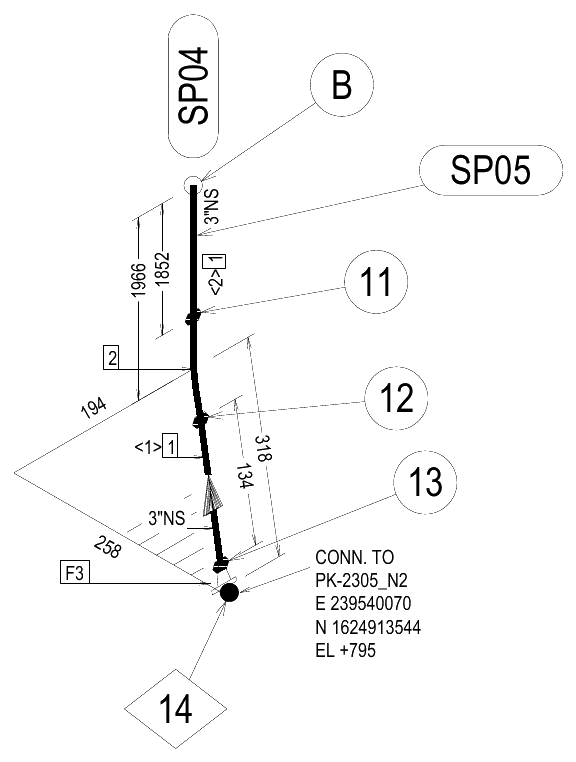 SP04
B
SP05
3"NS
<2>1
1966
1852
11
2
194
12
<1>1
318
134
13
3"NS
258
F3
CONN. TO
PK-2305_N2
E 239540070
N 1624913544
EL +795
14